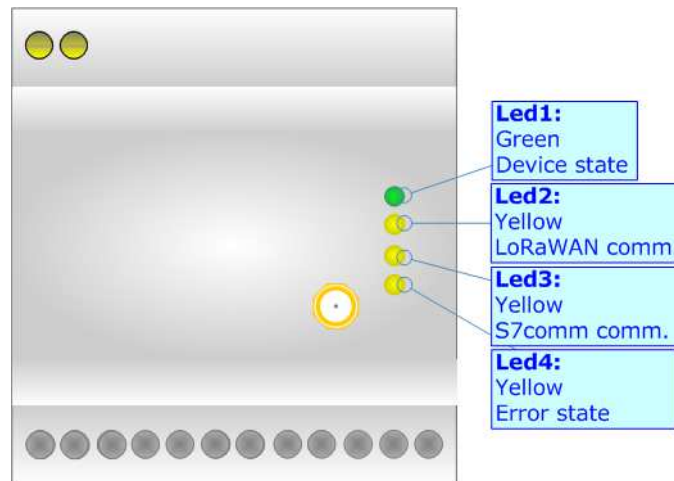 Led1:
Green
Device state
Led2:
Yellow
LoRaWAN comm
Led3:
Yellow
S7comm comm.
Led4:
Yellow
Error state